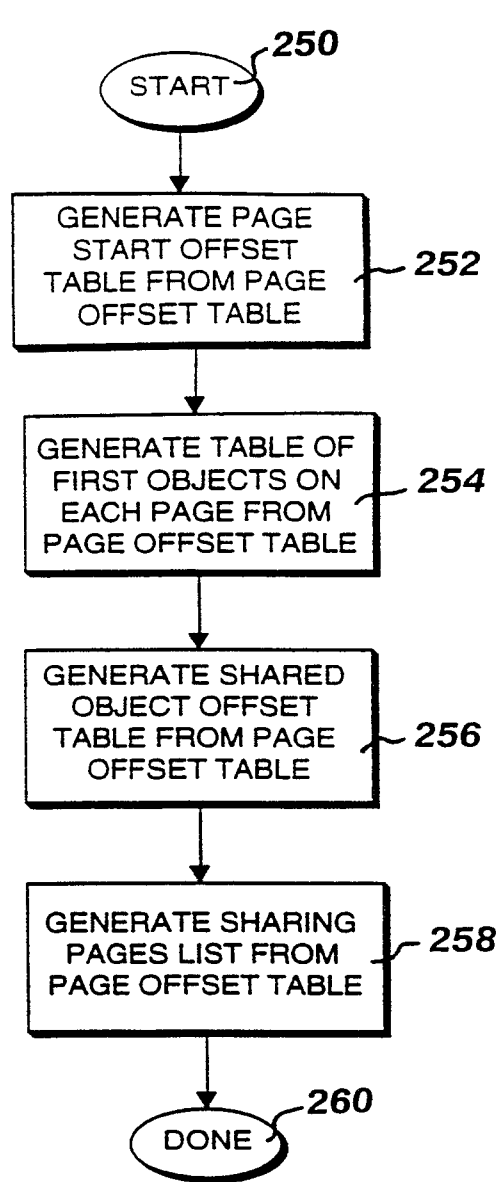 250
START
GENERATE PAGE
START OFFSET
TABLE FROM PAGE
OFFSET TABLE
252
GENERATE TABLE OF
FIRST OBJECTS ON
EACH PAGE FROM
PAGE OFFSET TABLE
254
GENERATE SHARED
OBJECT OFFSET
TABLE FROM PAGE
OFFSET TABLE
256
GENERATE SHARING
PAGES LIST FROM
PAGE OFFSET TABLE
258
260
DONE